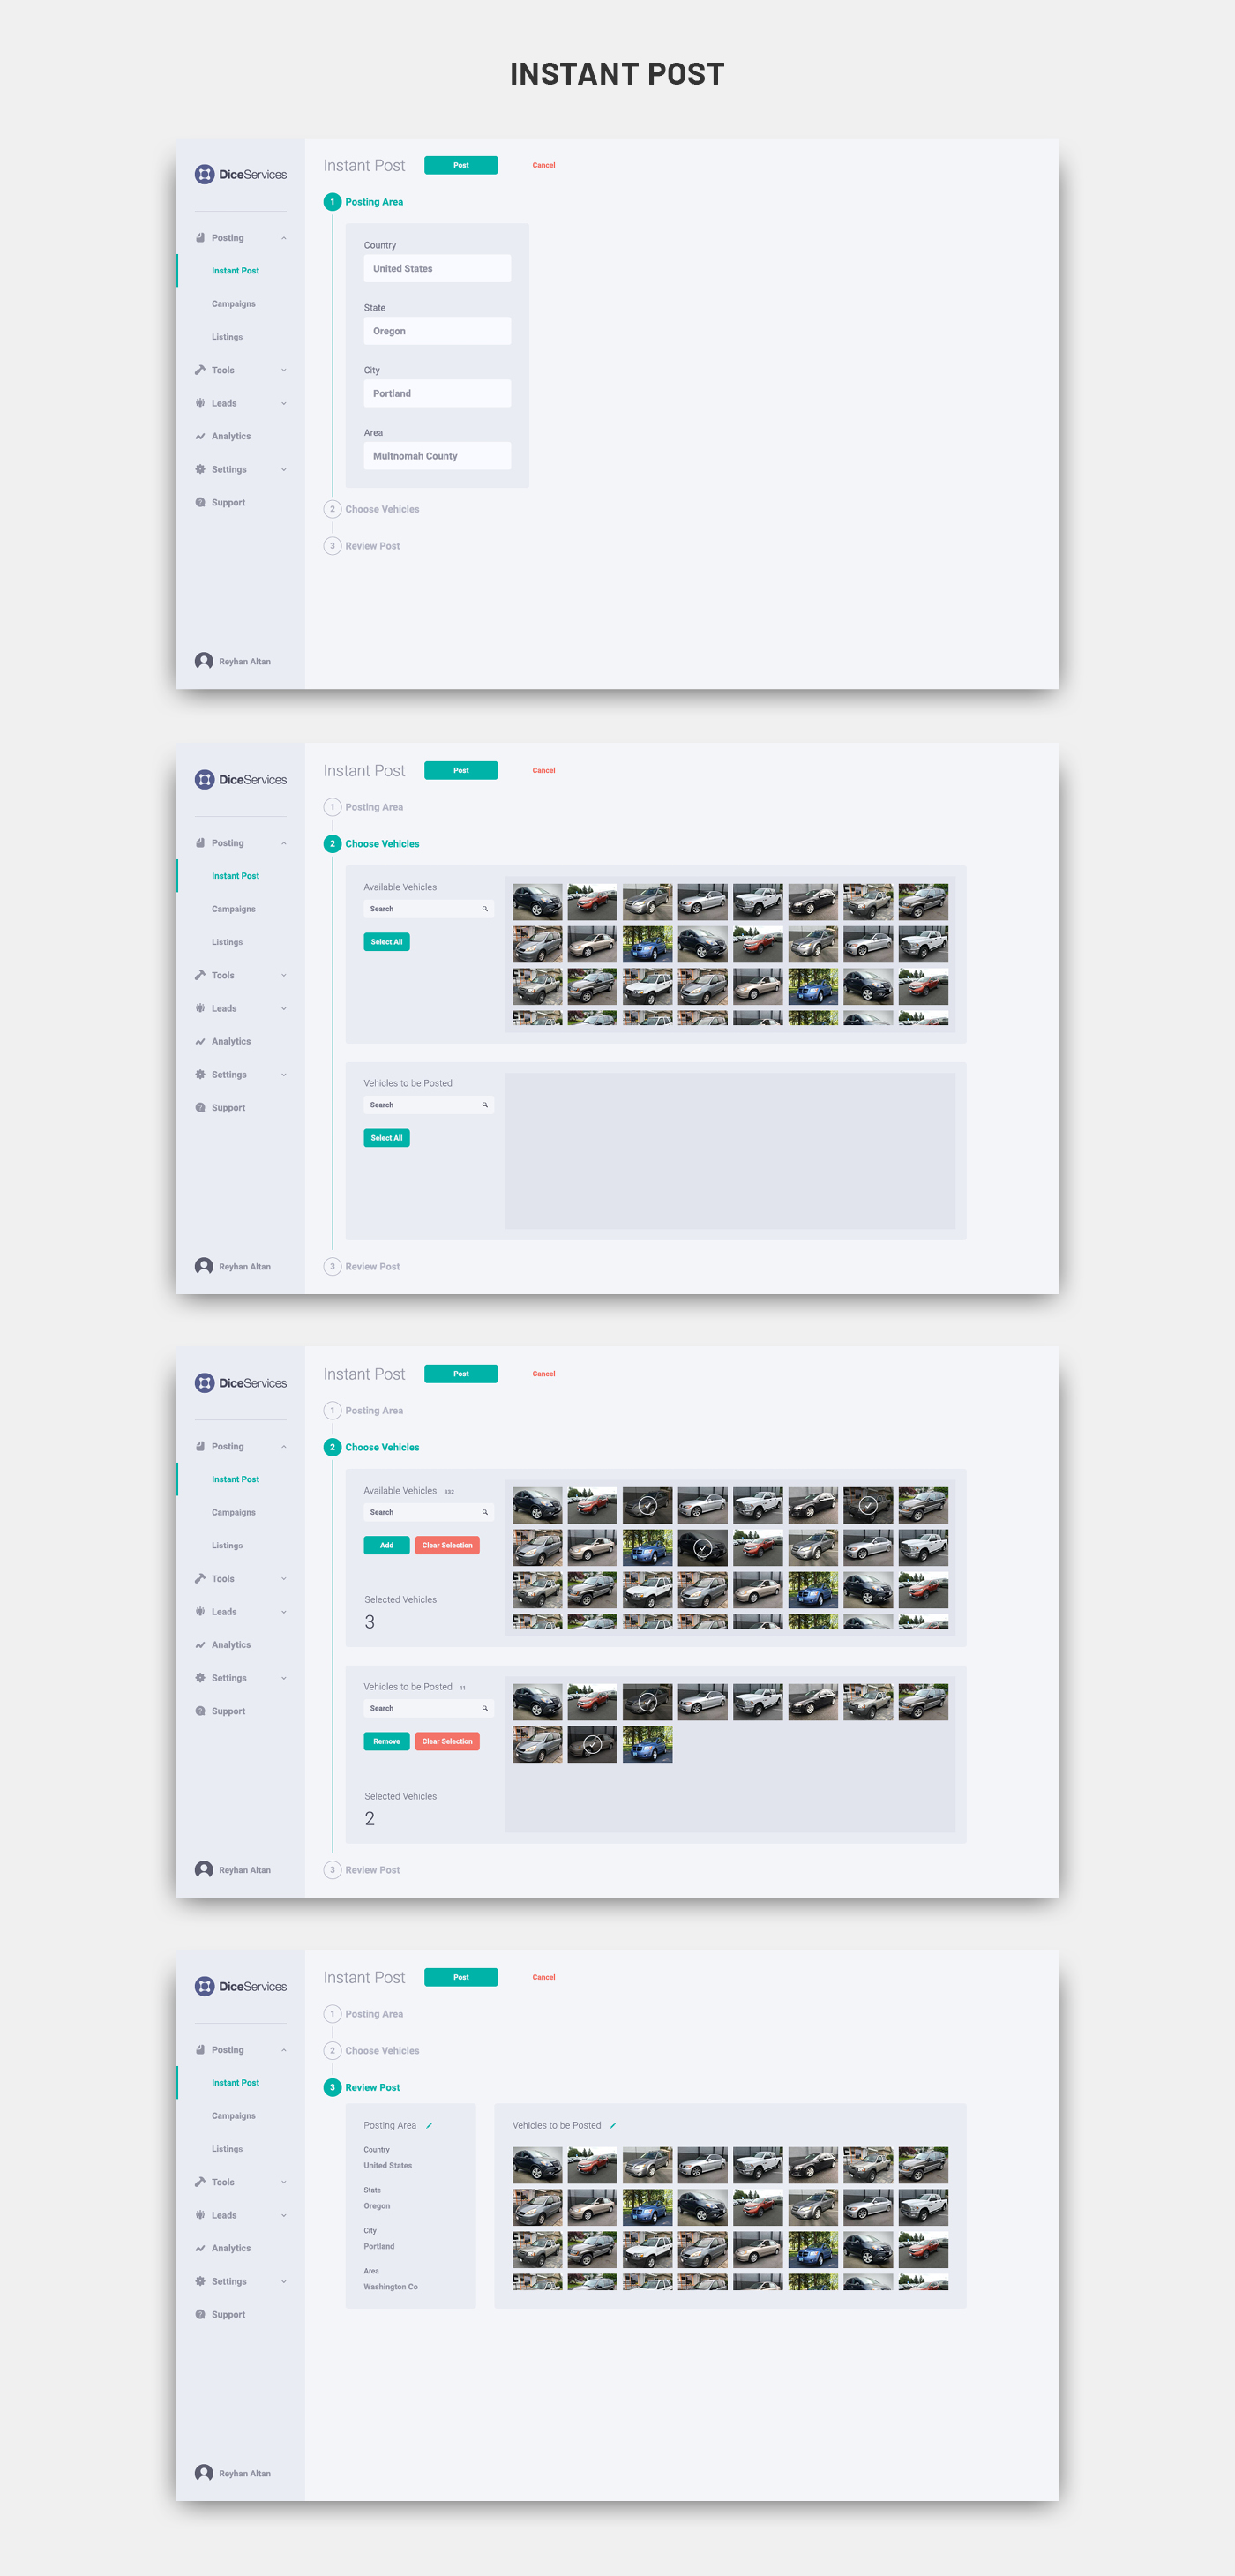 INSTANT POST
DiceServices
Posting
Instant Post
Campaigns
Listings
Tools
Leads
Analytics
Settings
Support
Reyhan Altan
Instant Post
Post
Cancel
1 Posting Area
Country
United States
State
Oregon
City
Portland
Area
Multnomah County
2 Choose Vehicles
3 Review Post
DiceServices
Posting
Instant Post
Campaigns
Listings
Tools
Leads
Analytics
Settings
Support
Reyhan Altan
Instant Post
Post
Cancel
1 Posting Area
2 Choose Vehicles
Available Vehicles
Search
Select All
Vehicles to be Posted
Search
Select All
3 Review Post
DiceServices
Posting
Instant Post
Campaigns
Listings
Tools
Leads
Analytics
Settings
Support
Reyhan Altan
Instant Post
Post
Cancel
1 Posting Area
2 Choose Vehicles
Available Vehicles 332
Search
Add
Clear Selection
Selected Vehicles
3
Vehicles to be Posted 11
Search
Remove
Clear Selection
Selected Vehicles
2
3 Review Post
DiceServices
Posting
Instant Post
Campaigns
Listings
Tools
Leads
Analytics
Settings
Support
Reyhan Altan
Instant Post
Post
Cancel
1 Posting Area
2 Choose Vehicles
3 Review Post
Posting Area
Country
United States
State
Oregon
City
Portland
Area
Washington Co
Vehicles to be Posted